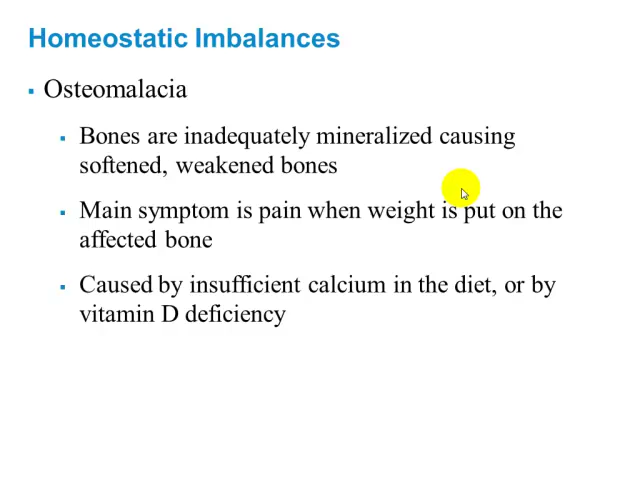 Homeostatic Imbalances
▪ Osteomalacia
▪ Bones are inadequately mineralized causing
softened, weakened bones
▪ Main symptom is pain when weight is put on the
affected bone
▪ Caused by insufficient calcium in the diet, or by
vitamin D deficiency